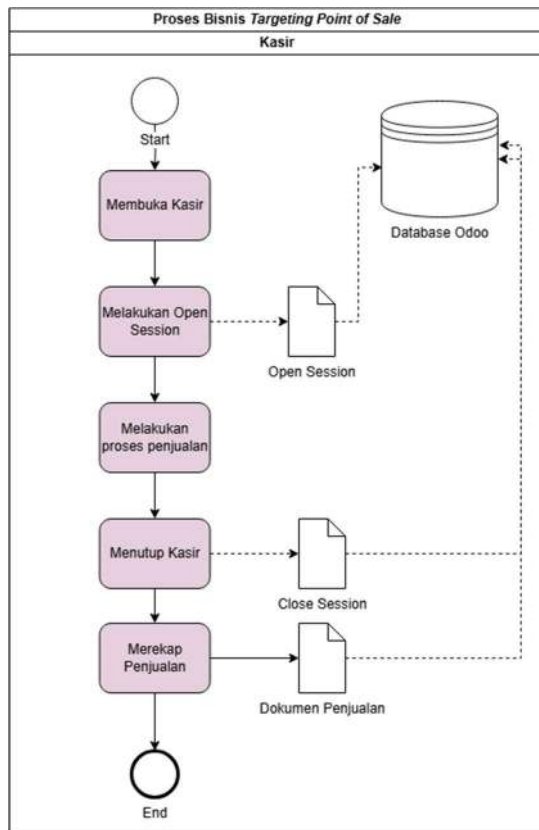 Proses Bisnis Targeting Point of Sale
Kasir
Start
Membuka Kasir
Database Odoo
Melakukan Open
Session
Open Session
Melakukan
proses penjualan
Menutup Kasir
Close Session
Merekap
Penjualan
Dokumen Penjualan
End